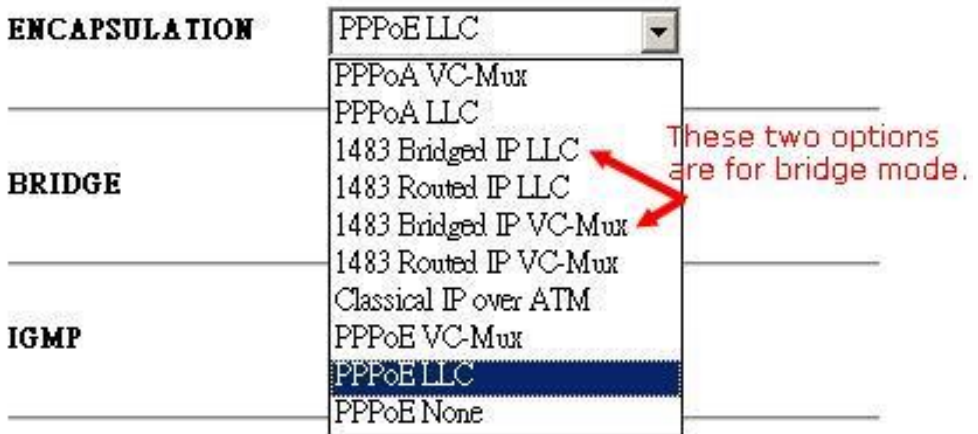 ENCAPSULATION
PPPoE LLC
PPPoA VC-Mux
PPPoA LLC
1483 Bridged IP LLC
These two options
are for bridge mode.
BRIDGE
1483 Routed IP LLC
1483 Bridged IP VC-Mux
1483 Routed IP VC-Mux
Classical IP over ATM
IGMP
PPPoE VC-Mux
PPPoE LLC
PPPoE None